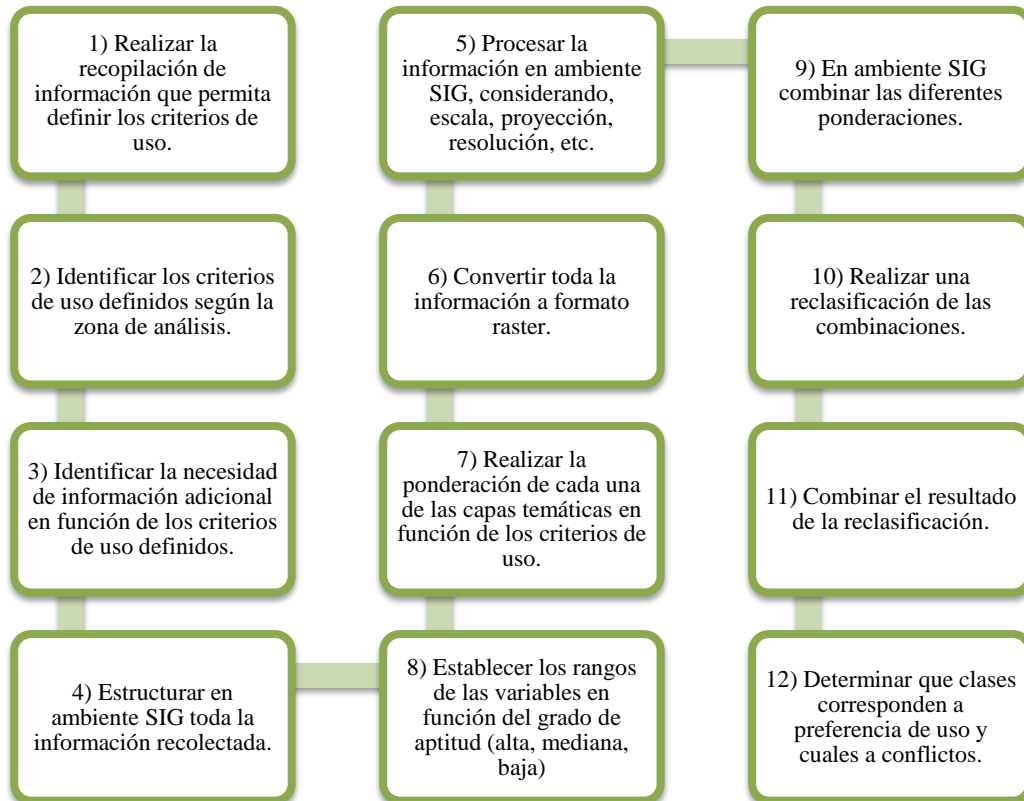 1) Realizar la
recopilación de
información que permita
definir los criterios de
uso.
2) Identificar los criterios
de uso definidos según la
zona de análisis.
3) Identificar la necesidad
de información adicional
en función de los criterios
de uso definidos.
4) Estructurar en
ambiente SIG toda la
información recolectada.
5) Procesar la
información en ambiente
SIG, considerando,
escala, proyección,
resolución, etc.
6) Convertir toda la
información a formato
raster.
7) Realizar la
ponderación de cada una
de las capas temáticas en
función de los criterios de
uso.
8) Establecer los rangos
de las variables en
función del grado de
aptitud (alta, mediana,
baja)
9) En ambiente SIG
combinar las diferentes
ponderaciones.
10) Realizar una
reclasificación de las
combinaciones.
11) Combinar el resultado
de la reclasificación.
12) Determinar que clases
corresponden a
preferencia de uso y
cuales a conflictos.